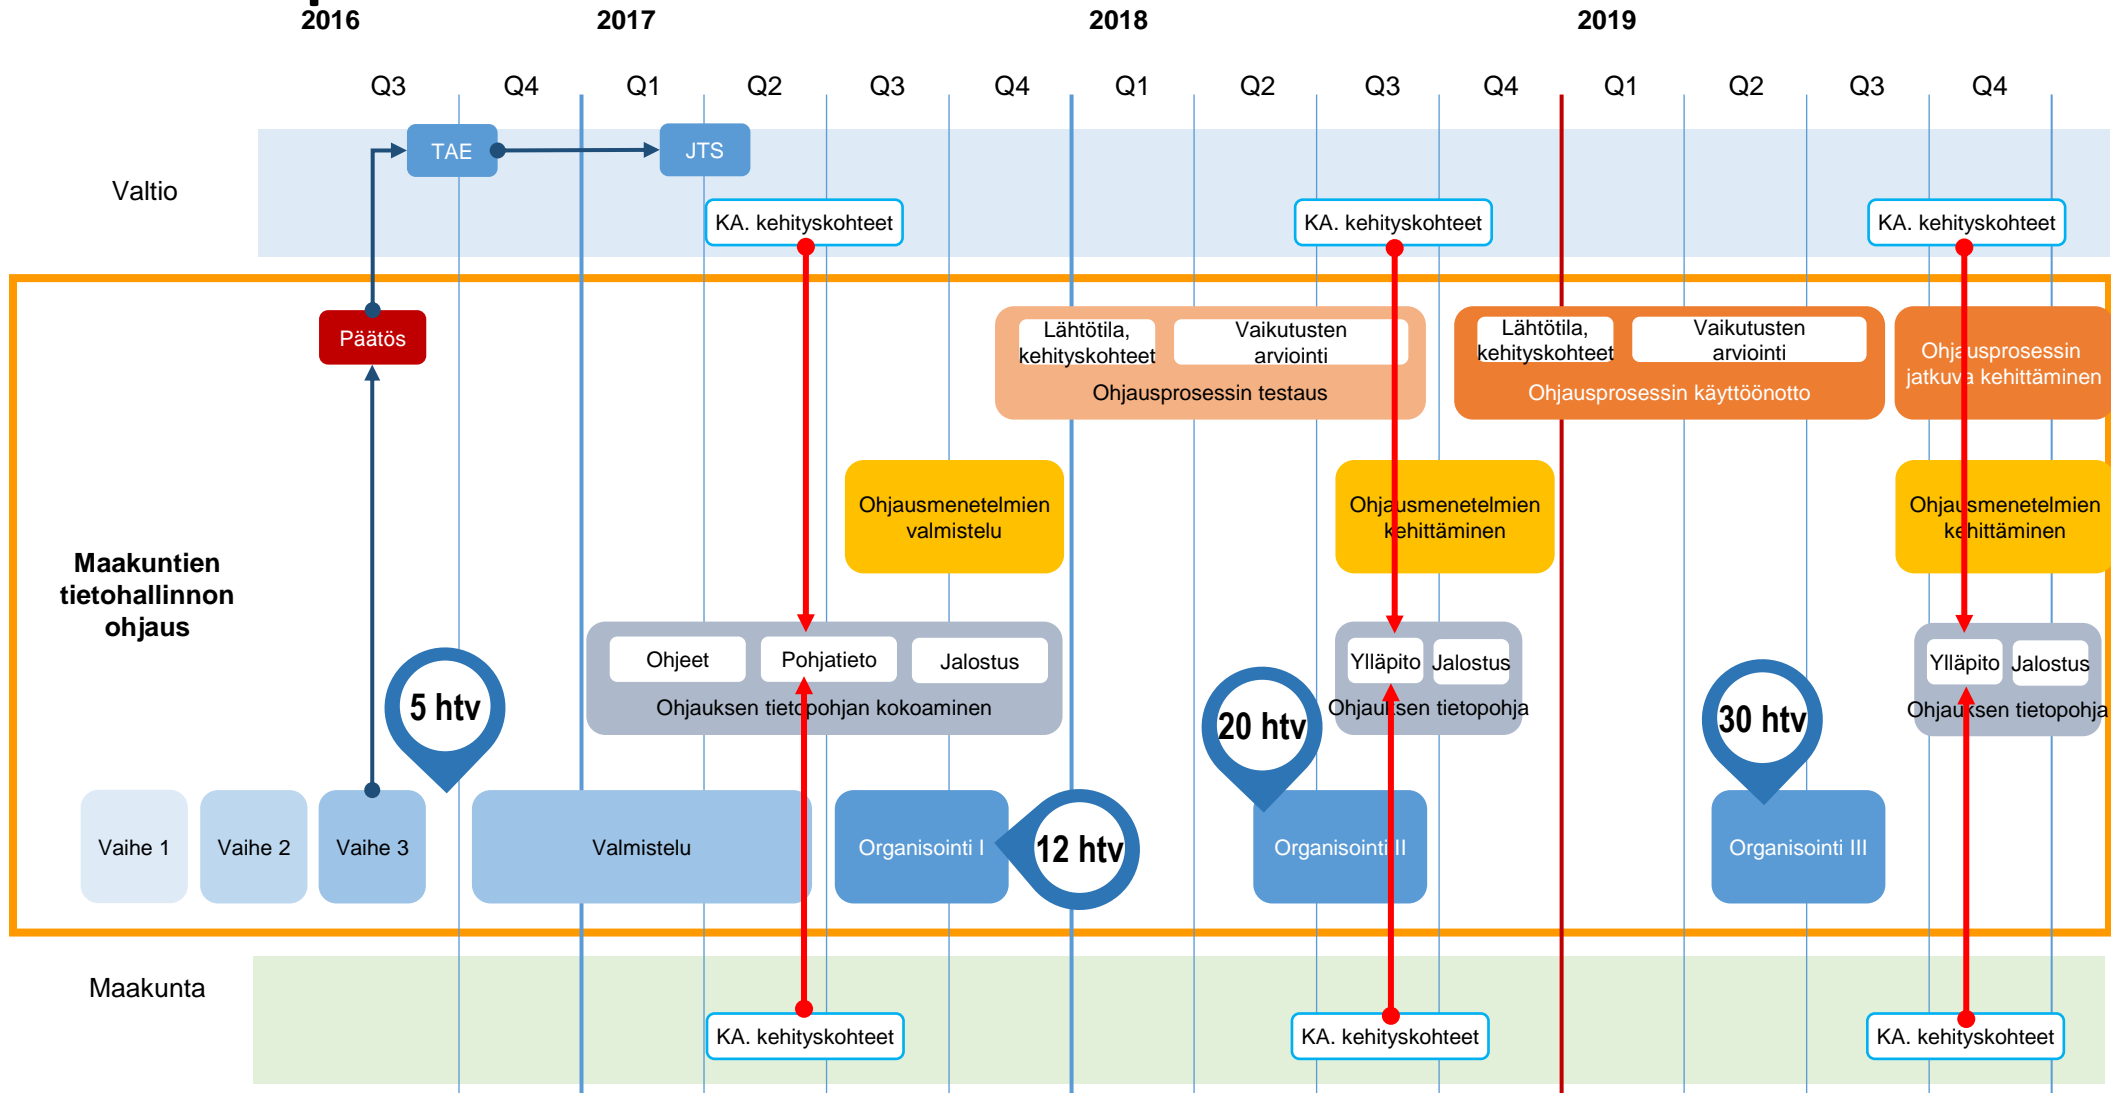 2016 2017 2018 2019
Q3 Q4 Q1 Q2 Q3 Q4 Q1 Q2 Q3 Q4 Q1 Q2 Q3 Q4
TAE JTS
Valtio
KA. kehityskohteet KA. kehityskohteet KA. kehityskohteet
Päätös
Lähtötila,
kehityskohteet
Vaikutusten
arviointi
Ohjausprosessin testaus
Lähtötila,
kehityskohteet
Vaikutusten
arviointi
Ohjausprosessin käyttöönotto
Ohjausprosessin
jatkuva kehittäminen
Ohjausmenetelmien
valmistelu
Ohjausmenetelmien
kehittäminen
Ohjausmenetelmien
kehittäminen
Maakuntien
tietohallinnon
ohjaus
Ohjeet Pohjatieto Jalostus
Ohjauksen tietopohjan kokoaminen
Ylläpito Jalostus
Ohjauksen tietopohja
Ylläpito Jalostus
Ohjauksen tietopohja
5 htv
20 htv
30 htv
12 htv
Vaihe 1 Vaihe 2 Vaihe 3 Valmistelu Organisointi I Organisointi II Organisointi III
Maakunta
KA. kehityskohteet KA. kehityskohteet KA. kehityskohteet